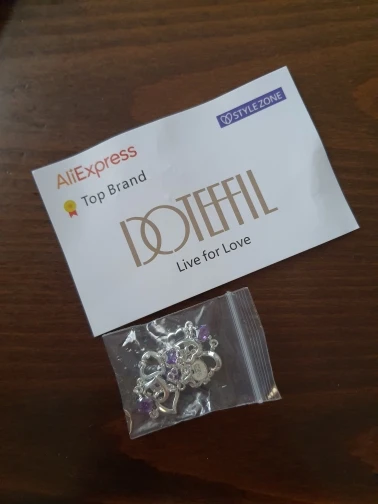 STYLEZONE
AliExpress
Top Brand
DOTEFFIL
Live for Love